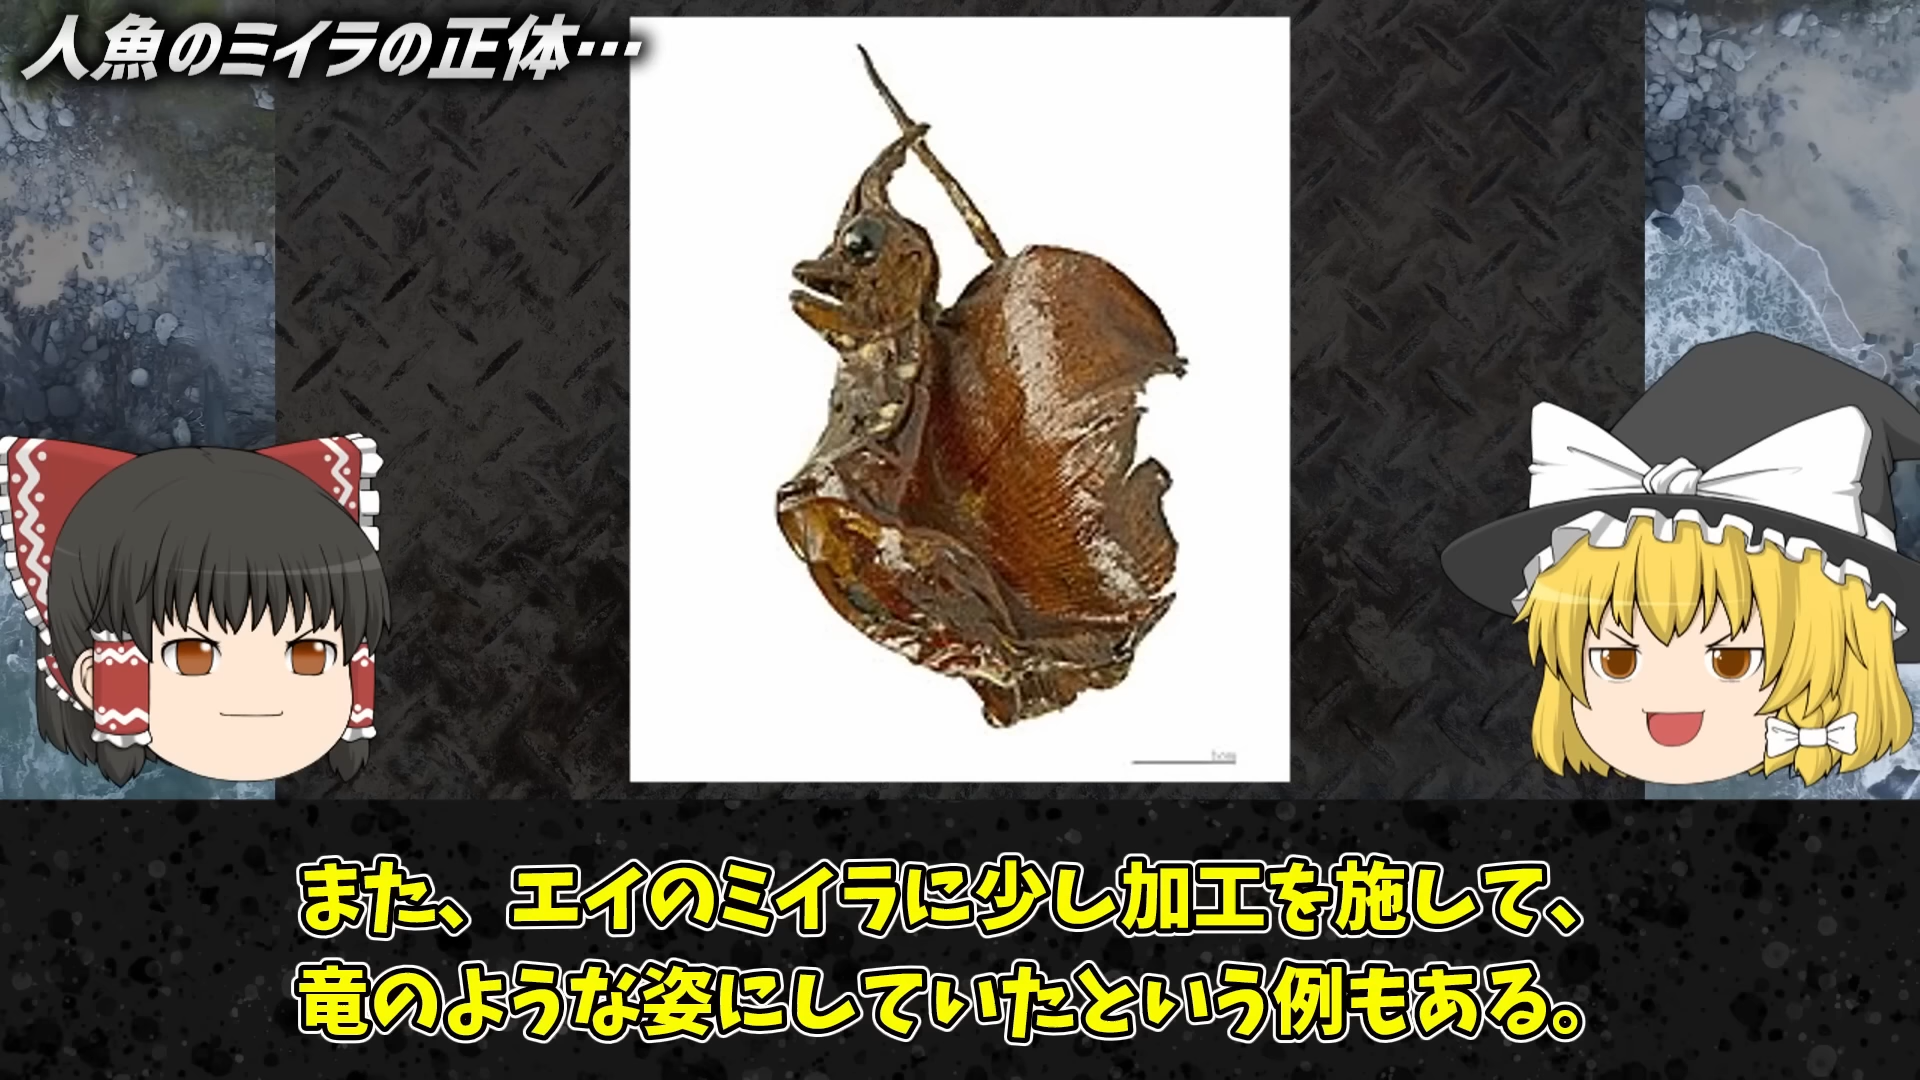 人魚のミイラの正体…
また、エイのミイラに少し加工を施して、
竜のような姿にしていたという例もある。